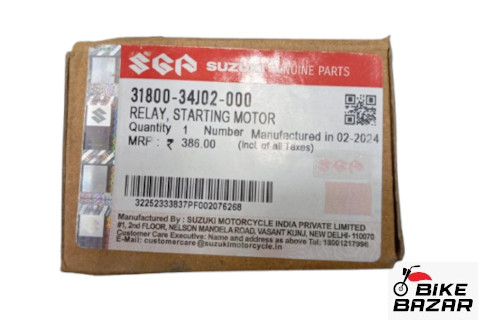 SGP SUZUKI GENUINE PARTS
31800-34J02-000
RELAY, STARTING MOTOR
Quantity 1 Number Manufactured in 02-2024
MRP : ₹ 386.00 (Incl. of all Taxes)
32252333837PF002076268
Manufactured By : SUZUKI MOTORCYCLE INDIA PRIVATE LIMITED
#1, 2nd FLOOR, NELSON MANDELA ROAD, VASANT KUNJ, NEW DELHI-110070
Customer Care Executive: Name and address as above Tel: 18001217996
E-Mail: customercare@suzukimotorcycle.in
BIKE
BAZAR